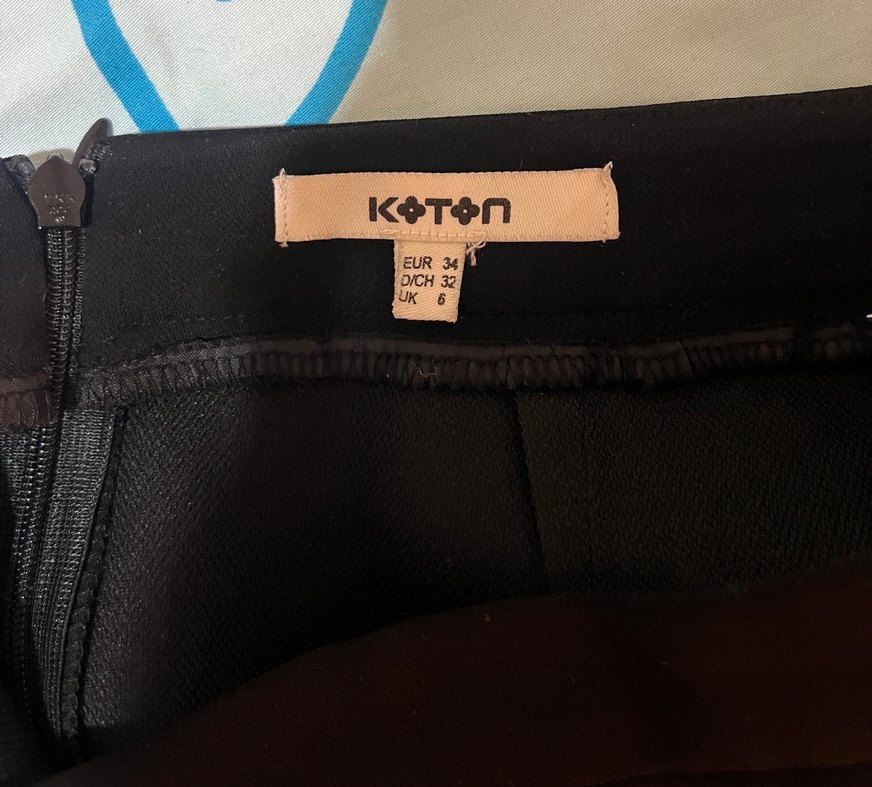 KOTON
EUR 34
D/CH 32
UK 6